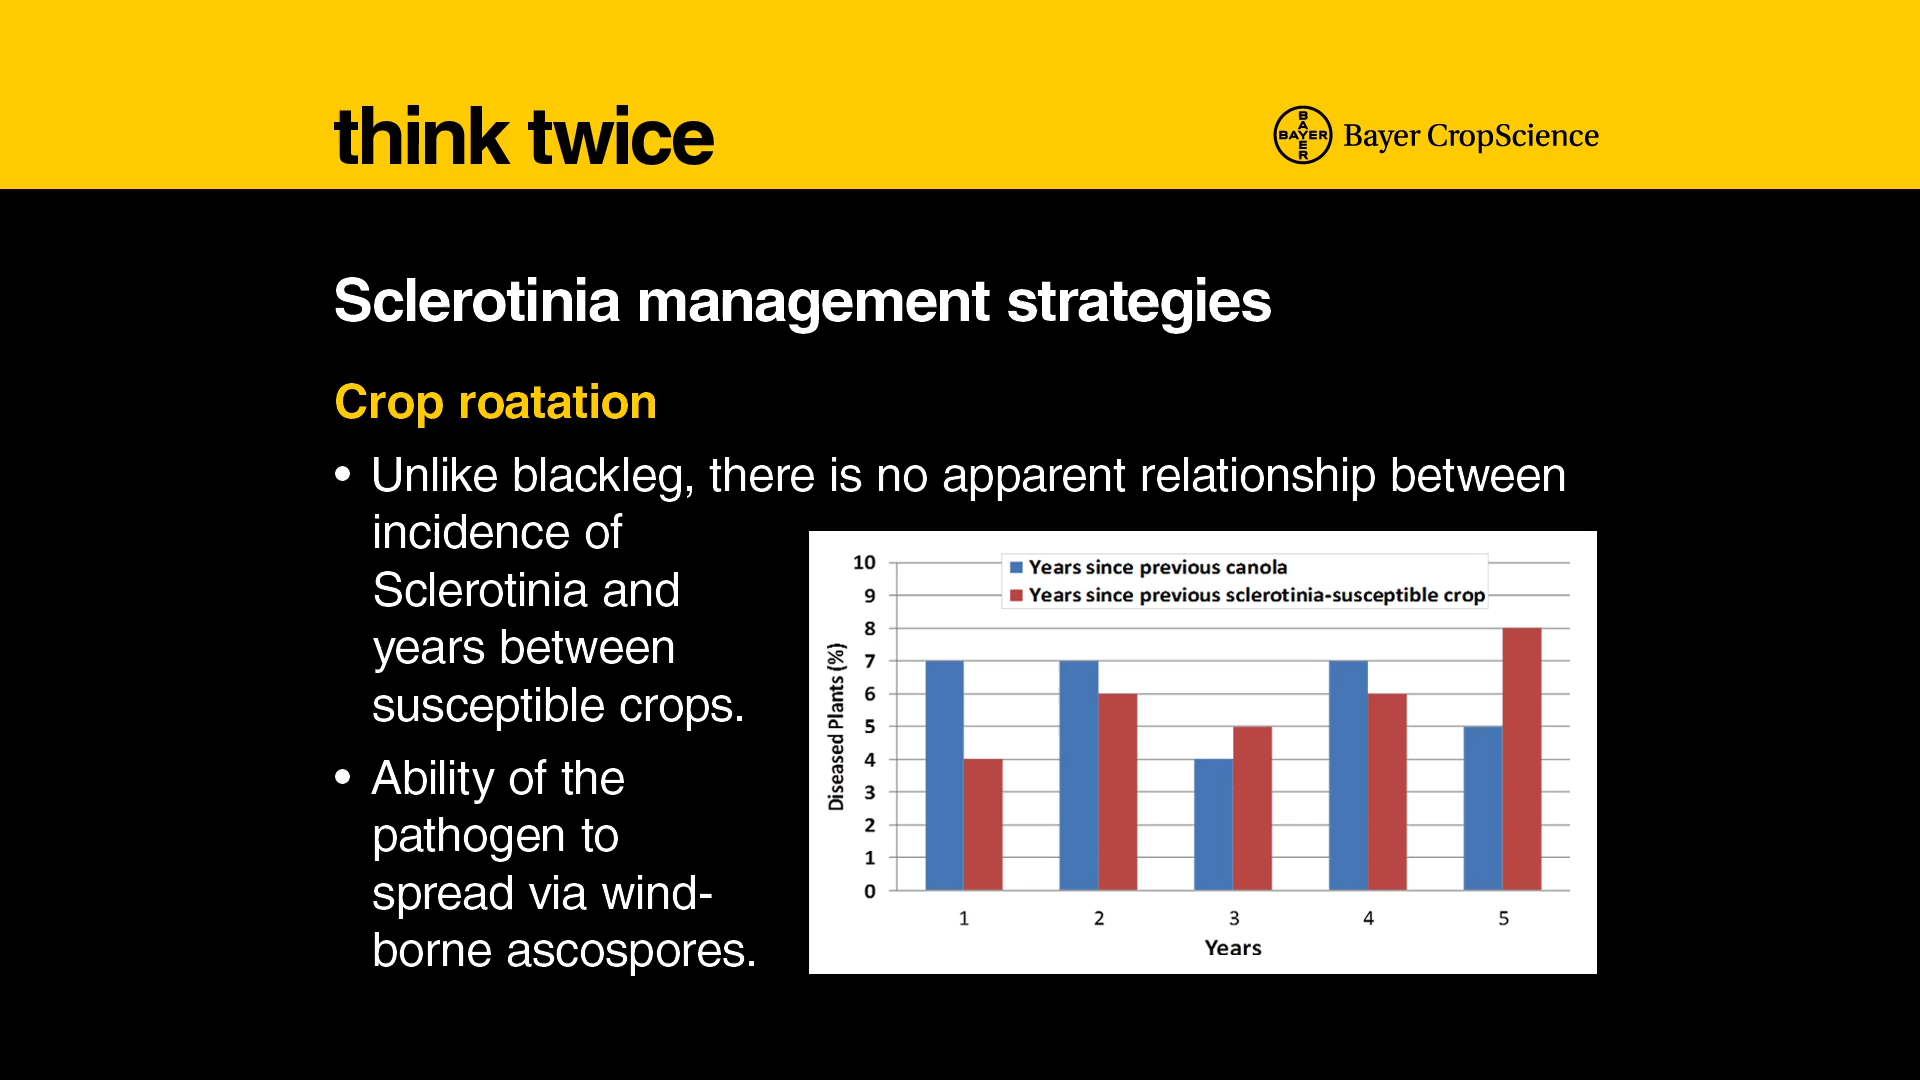 think twice
BAYER
BAYER
Bayer CropScience
Sclerotinia management strategies
Crop roatation
• Unlike blackleg, there is no apparent relationship between
incidence of
Sclerotinia and
years between
susceptible crops.
• Ability of the
pathogen to
spread via wind-
borne ascospores.
Years since previous canola
Years since previous sclerotinia-susceptible crop
Diseased Plants (%)
10
9
8
7
6
5
4
3
2
1
0
1 2 3 4 5
Years